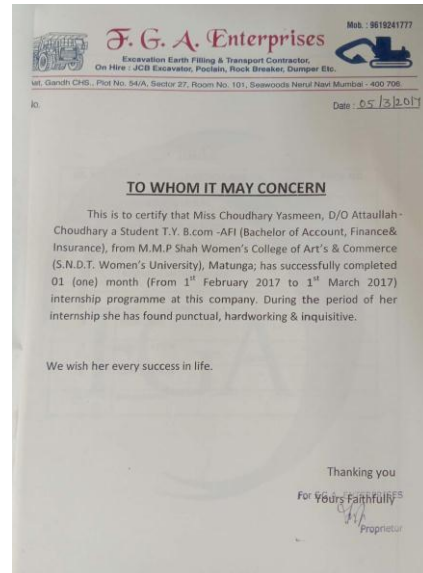 Mob. : 9619241777
F. G. A. Enterprises
Excavation Earth Filling & Transport Contractor,
On Hire : JCB Excavator, Poclain, Rock Breaker, Dumper Etc.
Gandh CHS., Plot No. 54/A, Sector 27, Room No. 101, Seawoods Nerul Navi Mumbai - 400 706.
No.
Date : 05/3/2017
TO WHOM IT MAY CONCERN
This is to certify that Miss Choudhary Yasmeen, D/O Attaullah-
Choudhary a Student T.Y. B.com -AFI (Bachelor of Account, Finance&
Insurance), from M.M.P Shah Women's College of Art's & Commerce
(S.N.D.T. Women's University), Matunga; has successfully completed
01 (one) month (From 1st February 2017 to 1st March 2017)
internship programme at this company. During the period of her
internship she has found punctual, hardworking & inquisitive.
We wish her every success in life.
Thanking you
For
Yours Faithfully
Proprietor